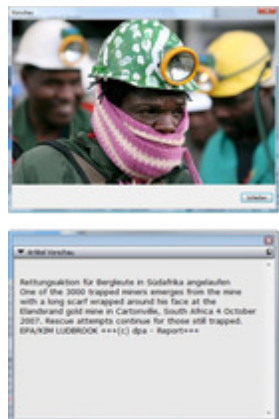 Vorschau
Schließen
Artikel Vorschau
Rettungsaktion für Bergleute in Südafrika angelaufen
One of the 3000 trapped miners emerges from the mine
with a long scarf wrapped around his face at the
Elandsrand gold mine in Cartonville, South Africa 4 October
2007. Rescue attempts continue for those still trapped.
EPA/KIM LUDBROOK +++(c) dpa - Report+++